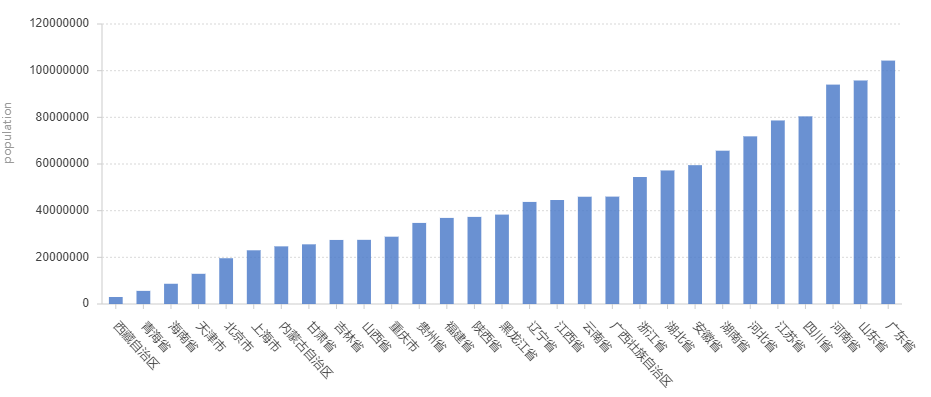 120000000
100000000
80000000
60000000
40000000
20000000
0
population
西藏自治区
青海省
海南省
天津市
北京市
上海市
内蒙古自治区
甘肃省
吉林省
山西省
重庆市
贵州省
福建省
陕西省
黑龙江省
辽宁省
江西省
云南省
广西壮族自治区
浙江省
湖北省
安徽省
湖南省
河北省
江苏省
四川省
河南省
山东省
广东省